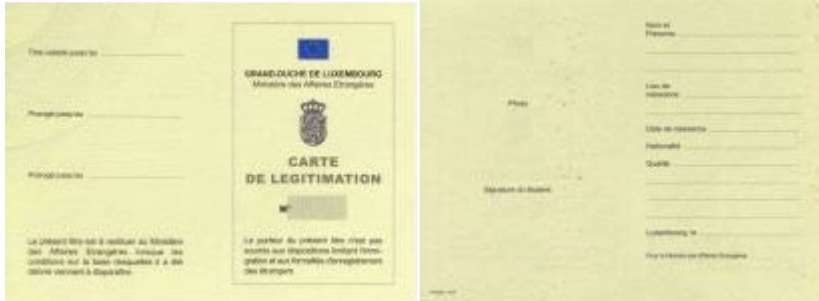 Titre valable jusqu'au
Prorogé jusqu'au
Prorogé jusqu'au
Le présent titre est à restituer au Ministère
des Affaires Etrangères lorsque les
conditions sur la base desquelles il a été
délivré viennent à disparaître.
GRAND-DUCHE DE LUXEMBOURG
Ministère des Affaires Etrangères
CARTE
DE LEGITIMATION
N°
Le porteur du présent titre n'est pas
soumis aux dispositions limitant l'immi-
gration et aux formalités d'enregistrement
des étrangers
Photo
Signature du titulaire
Nom et
Prénoms
Lieu de
naissance
Date de naissance
Nationalité
Qualité
Luxembourg, le
Pour le Ministre des Affaires Etrangères